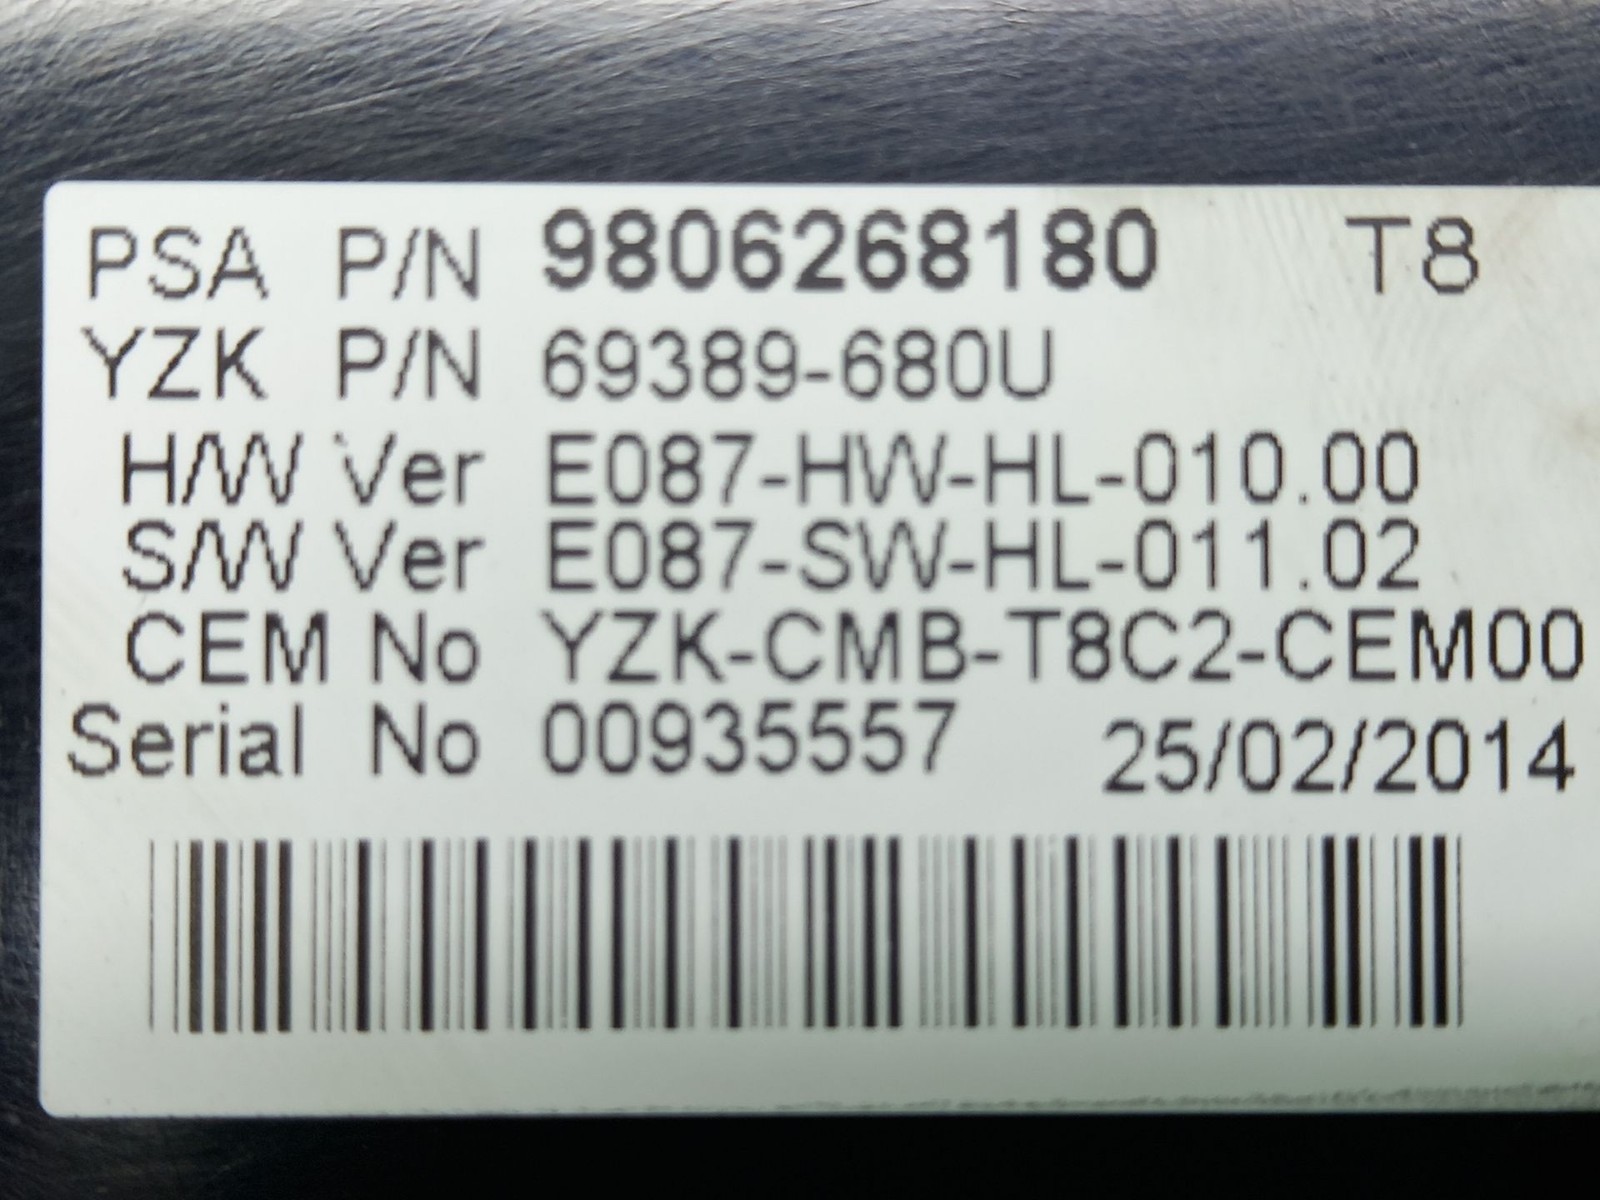 PSA P/N 9806268180 T8
YZK P/N 69389-680U
H/W Ver E087-HW-HL-010.00
S/W Ver E087-SW-HL-011.02
CEM No YZK-CMB-T8C2-CEM00
Serial No 00935557 25/02/2014